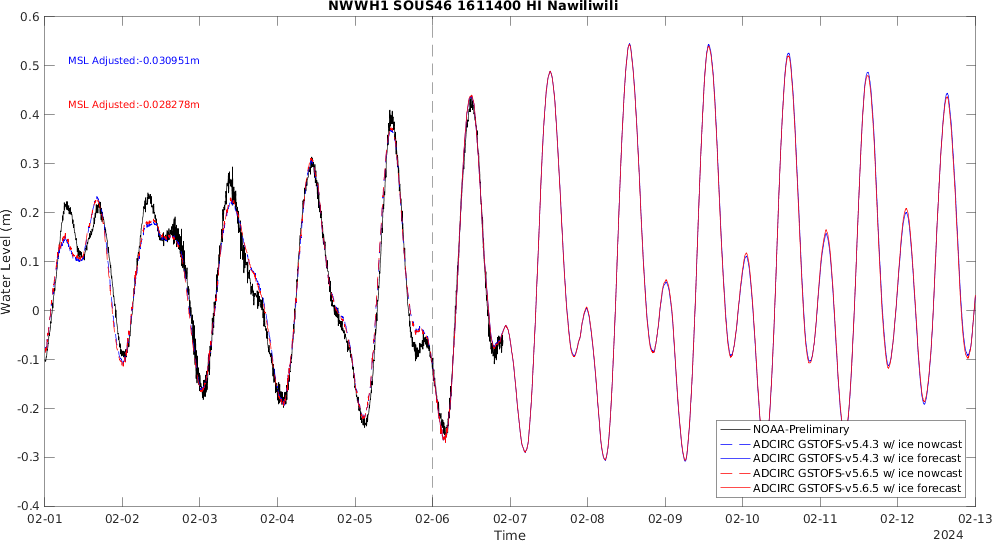 NWWH1 SOUS46 1611400 HI Nawiliwili
0.6
0.5
0.4
0.3
0.2
0.1
0
-0.1
-0.2
-0.3
-0.4
Water Level (m)
MSL Adjusted:-0.030951m
MSL Adjusted:-0.028278m
NOAA-Preliminary
ADCIRC GSTOFS-v5.4.3 w/ ice nowcast
ADCIRC GSTOFS-v5.4.3 w/ ice forecast
ADCIRC GSTOFS-v5.6.5 w/ ice nowcast
ADCIRC GSTOFS-v5.6.5 w/ ice forecast
02-01 02-02 02-03 02-04 02-05 02-06 02-07 02-08 02-09 02-10 02-11 02-12 02-13
Time
2024